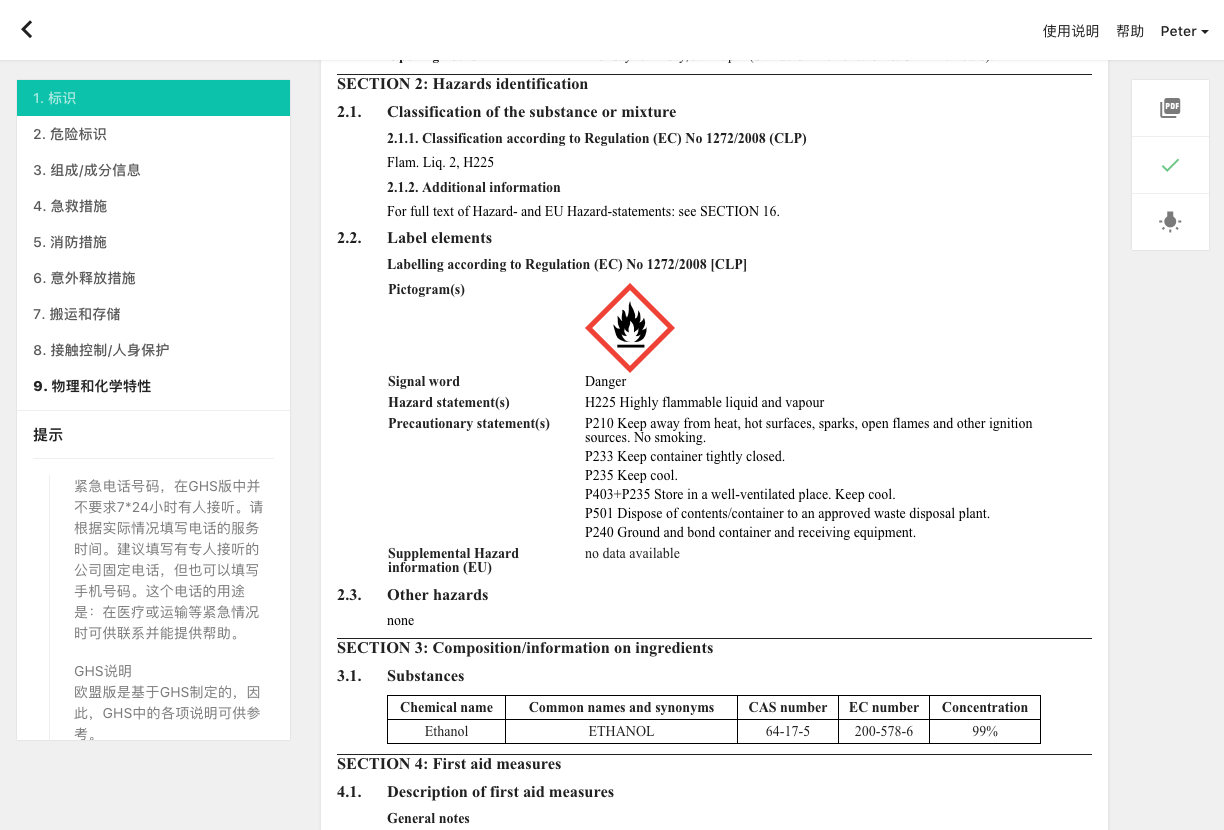 使用说明 帮助 Peter
1. 标识
2. 危险标识
3. 组成/成分信息
4. 急救措施
5. 消防措施
6. 意外释放措施
7. 搬运和存储
8. 接触控制/人身保护
9. 物理和化学特性
提示
紧急电话号码，在GHS版中并
不要求7*24小时有人接听。请
根据实际情况填写电话的服务
时间。建议填写有专人接听的
公司固定电话，但也可以填写
手机号码。这个电话的用途
是：在医疗或运输等紧急情况
时可供联系并能提供帮助。
GHS说明
欧盟版是基于GHS制定的，因
此，GHS中的各项说明可供参
考。
SECTION 2: Hazards identification
2.1. Classification of the substance or mixture
2.1.1. Classification according to Regulation (EC) No 1272/2008 (CLP)
Flam. Liq. 2, H225
2.1.2. Additional information
For full text of Hazard- and EU Hazard-statements: see SECTION 16.
2.2. Label elements
Labelling according to Regulation (EC) No 1272/2008 [CLP]
Pictogram(s)
Signal word Danger
Hazard statement(s) H225 Highly flammable liquid and vapour
Precautionary statement(s) P210 Keep away from heat, hot surfaces, sparks, open flames and other ignition
sources. No smoking.
P233 Keep container tightly closed.
P235 Keep cool.
P403+P235 Store in a well-ventilated place. Keep cool.
P501 Dispose of contents/container to an approved waste disposal plant.
P240 Ground and bond container and receiving equipment.
Supplemental Hazard no data available
information (EU)
2.3. Other hazards
none
SECTION 3: Composition/information on ingredients
3.1. Substances
Chemical name Common names and synonyms CAS number EC number Concentration
Ethanol ETHANOL 64-17-5 200-578-6 99%
SECTION 4: First aid measures
4.1. Description of first aid measures
General notes
PDF